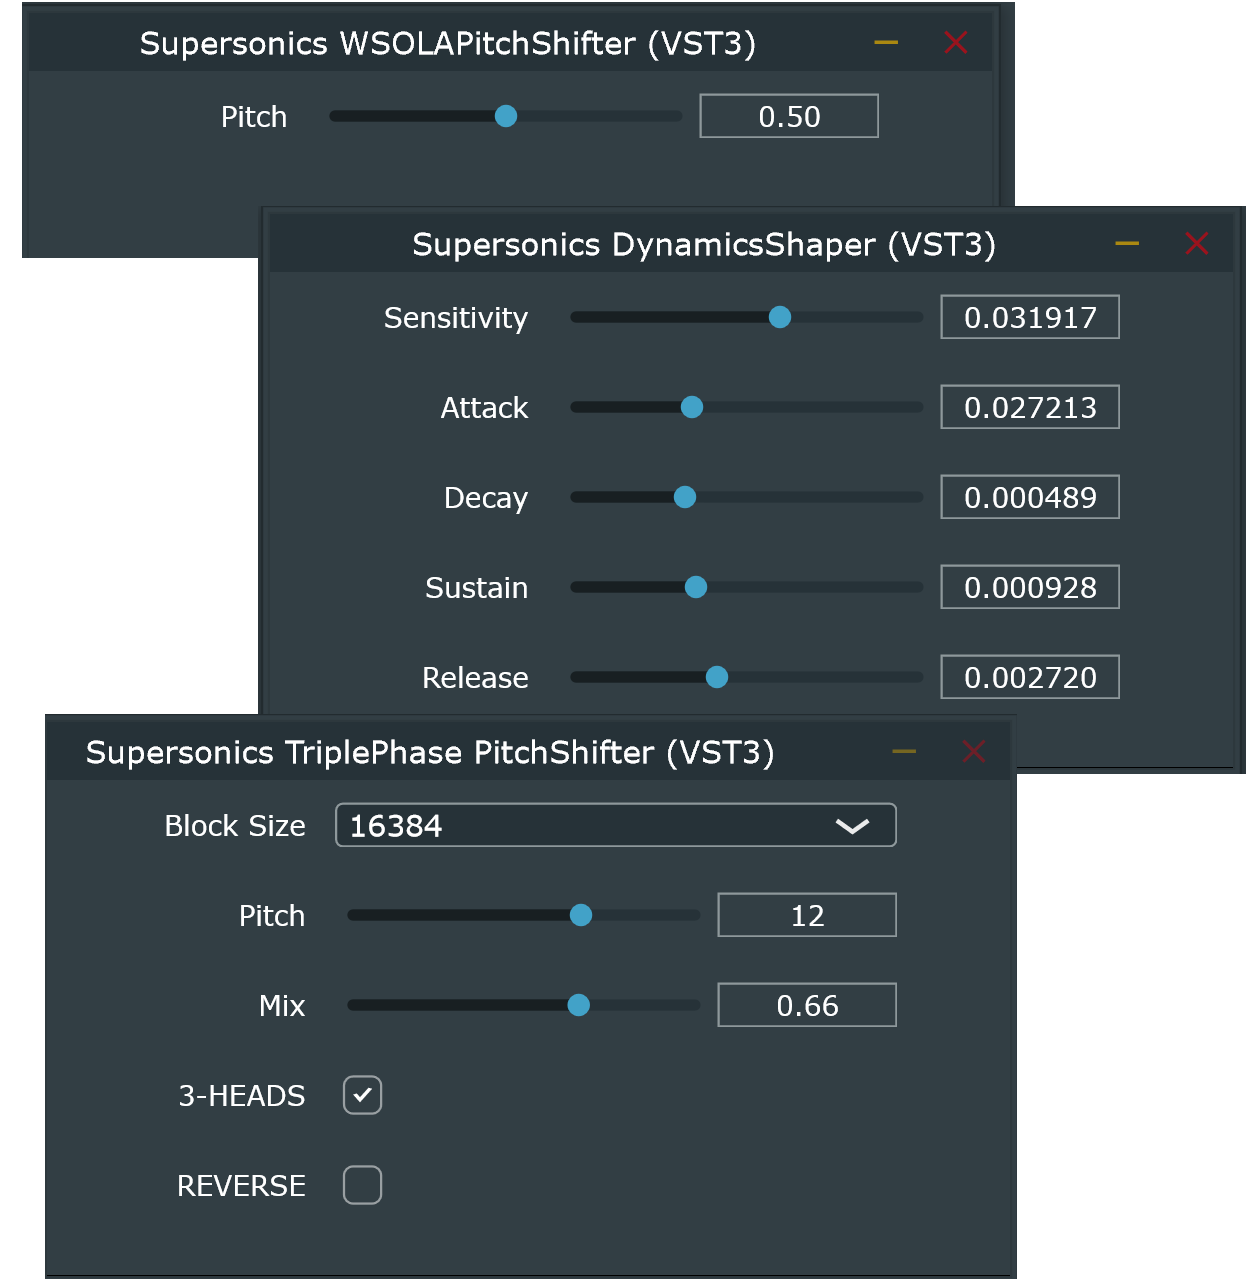 Supersonics WSOLAPitchShifter (VST3)
Pitch 0.50
Supersonics DynamicsShaper (VST3)
Sensitivity 0.031917
Attack 0.027213
Decay 0.000489
Sustain 0.000928
Release 0.002720
Supersonics TriplePhase PitchShifter (VST3)
Block Size 16384
Pitch 12
Mix 0.66
3-HEADS
REVERSE